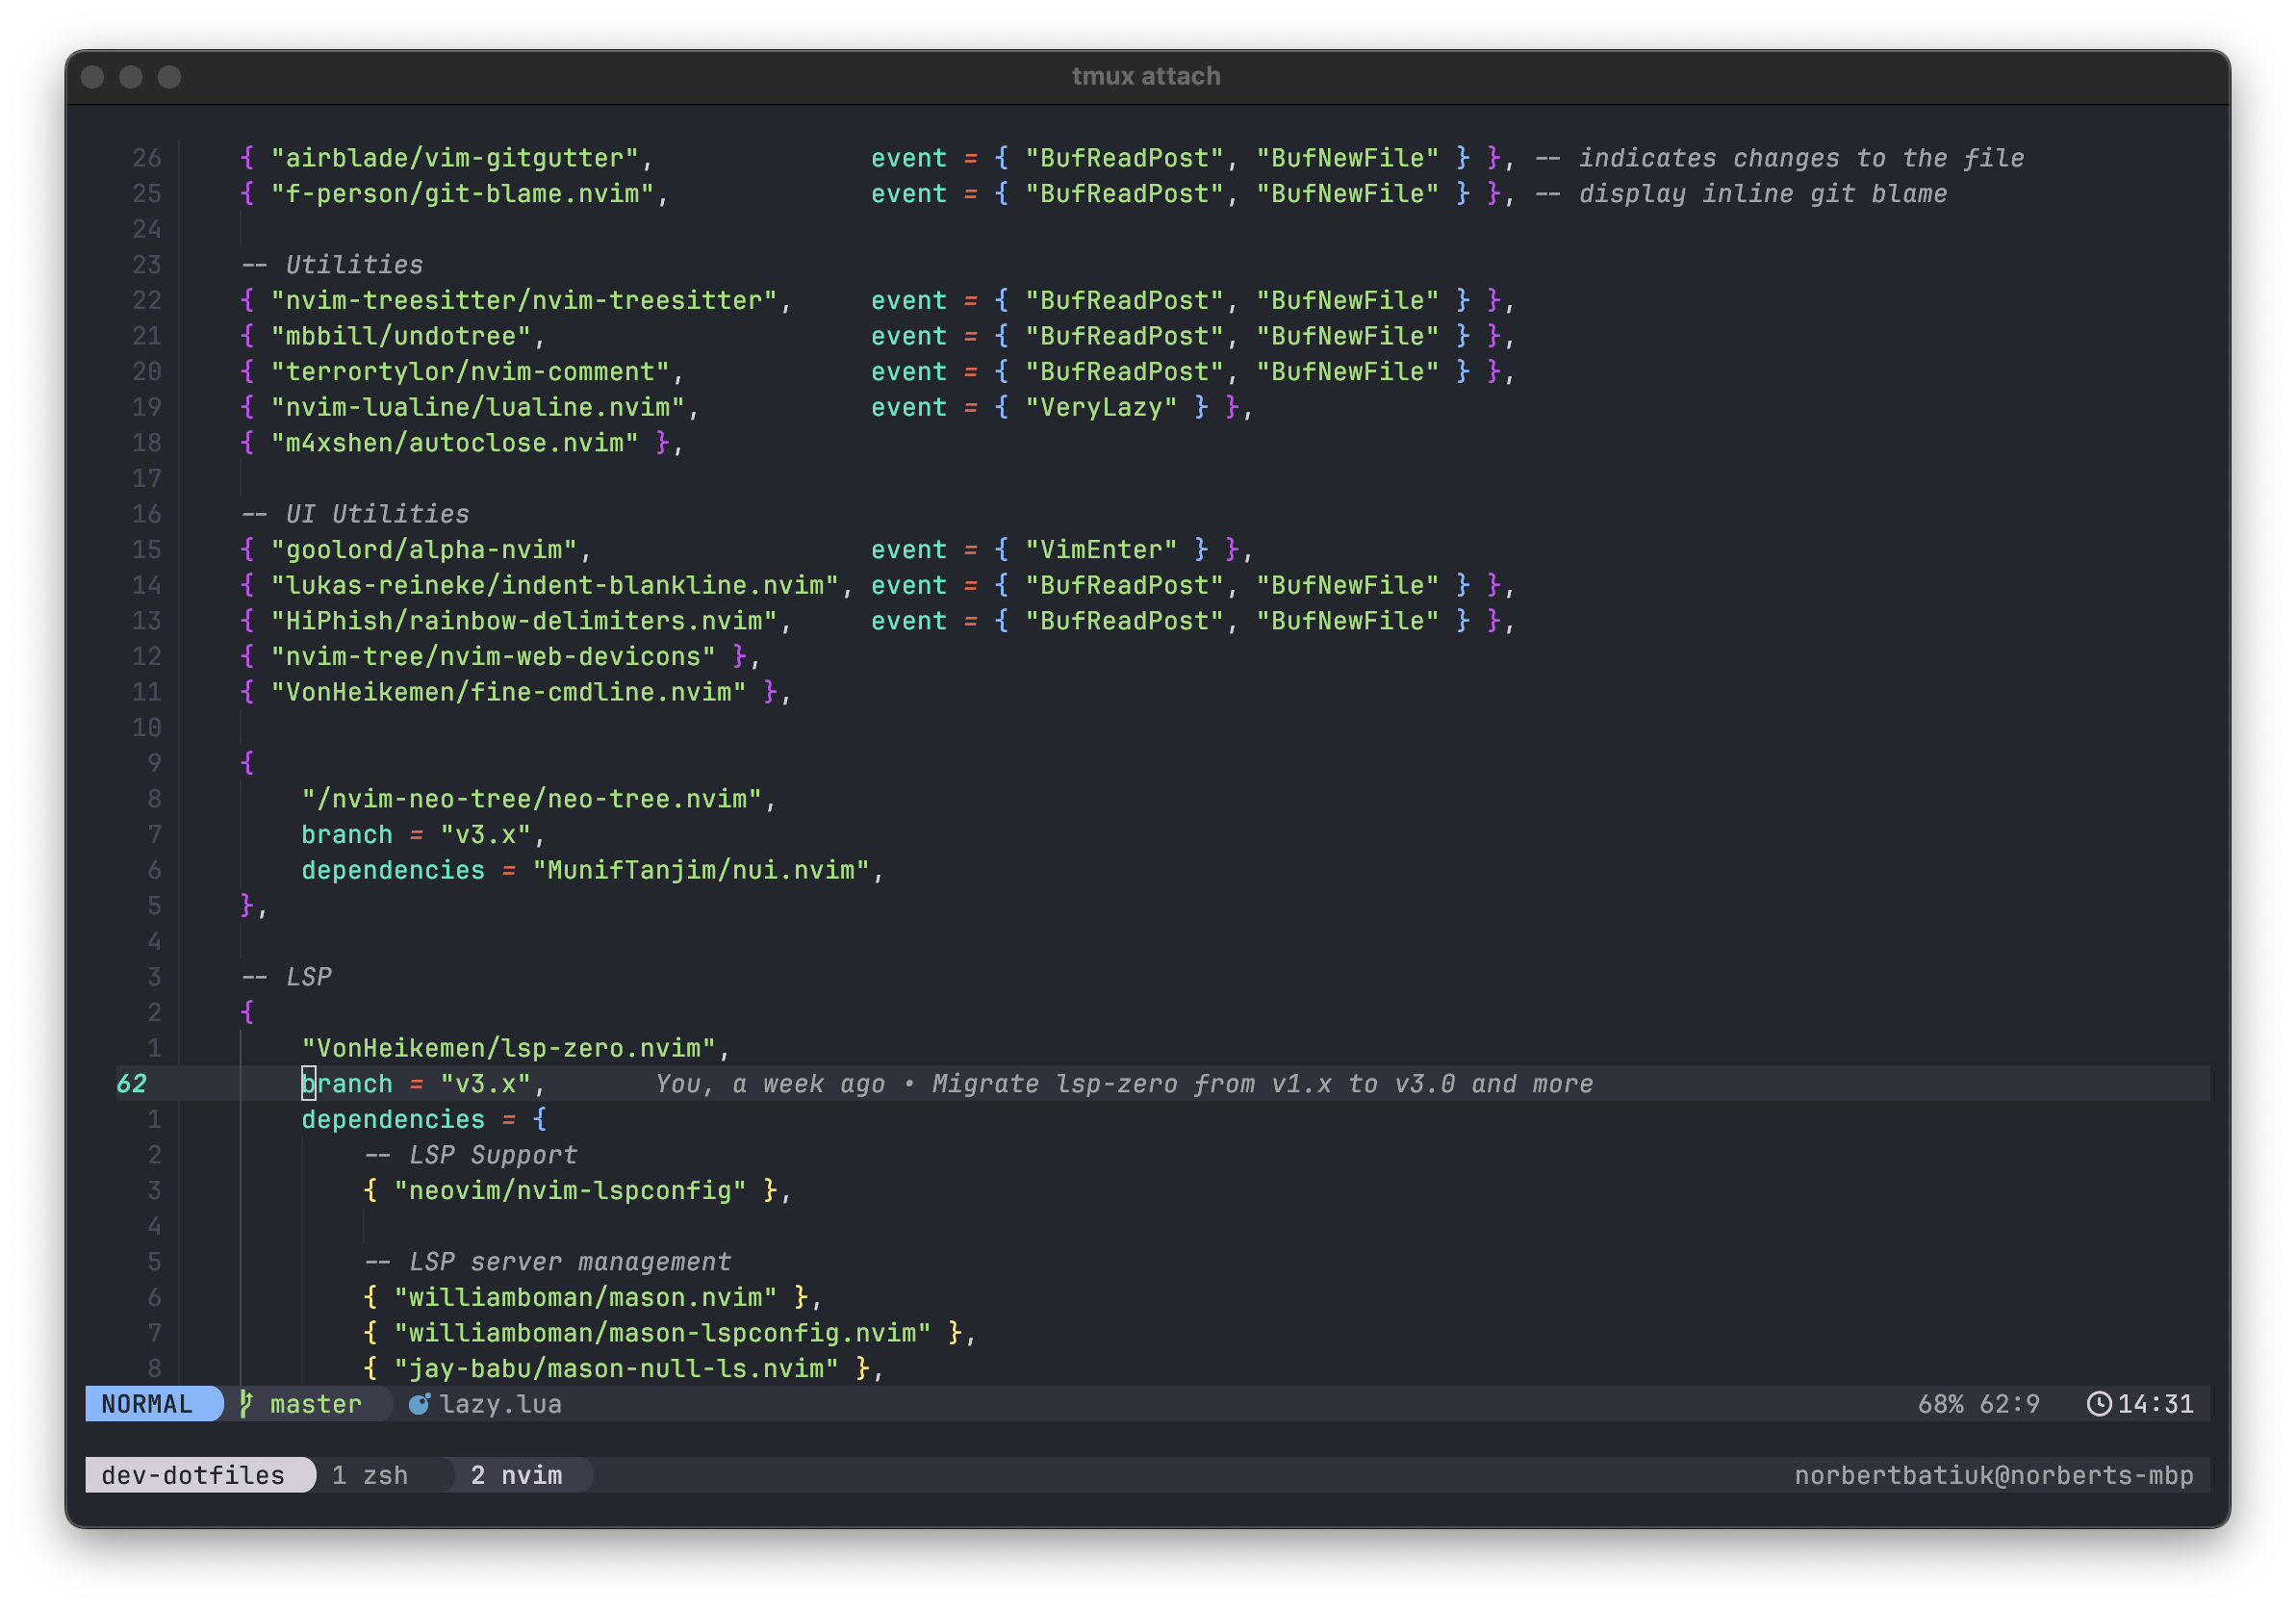 tmux attach
26 { "airblade/vim-gitgutter", event = { "BufReadPost", "BufNewFile" } }, -- indicates changes to the file
25 { "f-person/git-blame.nvim", event = { "BufReadPost", "BufNewFile" } }, -- display inline git blame
24
23 -- Utilities
22 { "nvim-treesitter/nvim-treesitter", event = { "BufReadPost", "BufNewFile" } },
21 { "mbbill/undotree", event = { "BufReadPost", "BufNewFile" } },
20 { "terrortylor/nvim-comment", event = { "BufReadPost", "BufNewFile" } },
19 { "nvim-lualine/lualine.nvim", event = { "VeryLazy" } },
18 { "m4xshen/autoclose.nvim" },
17
16 -- UI Utilities
15 { "goolord/alpha-nvim", event = { "VimEnter" } },
14 { "lukas-reineke/indent-blankline.nvim", event = { "BufReadPost", "BufNewFile" } },
13 { "HiPhish/rainbow-delimiters.nvim", event = { "BufReadPost", "BufNewFile" } },
12 { "nvim-tree/nvim-web-devicons" },
11 { "VonHeikemen/fine-cmdline.nvim" },
10
9 {
8 "/nvim-neo-tree/neo-tree.nvim",
7 branch = "v3.x",
6 dependencies = "MunifTanjim/nui.nvim",
5 },
4
3 -- LSP
2 {
1 "VonHeikemen/lsp-zero.nvim",
62 branch = "v3.x", You, a week ago • Migrate lsp-zero from v1.x to v3.0 and more
1 dependencies = {
2 -- LSP Support
3 { "neovim/nvim-lspconfig" },
4
5 -- LSP server management
6 { "williamboman/mason.nvim" },
7 { "williamboman/mason-lspconfig.nvim" },
8 { "jay-babu/mason-null-ls.nvim" },
NORMAL master lazy.lua 68% 62:9 14:31
dev-dotfiles 1 zsh 2 nvim norbertbatiuk@norberts-mbp